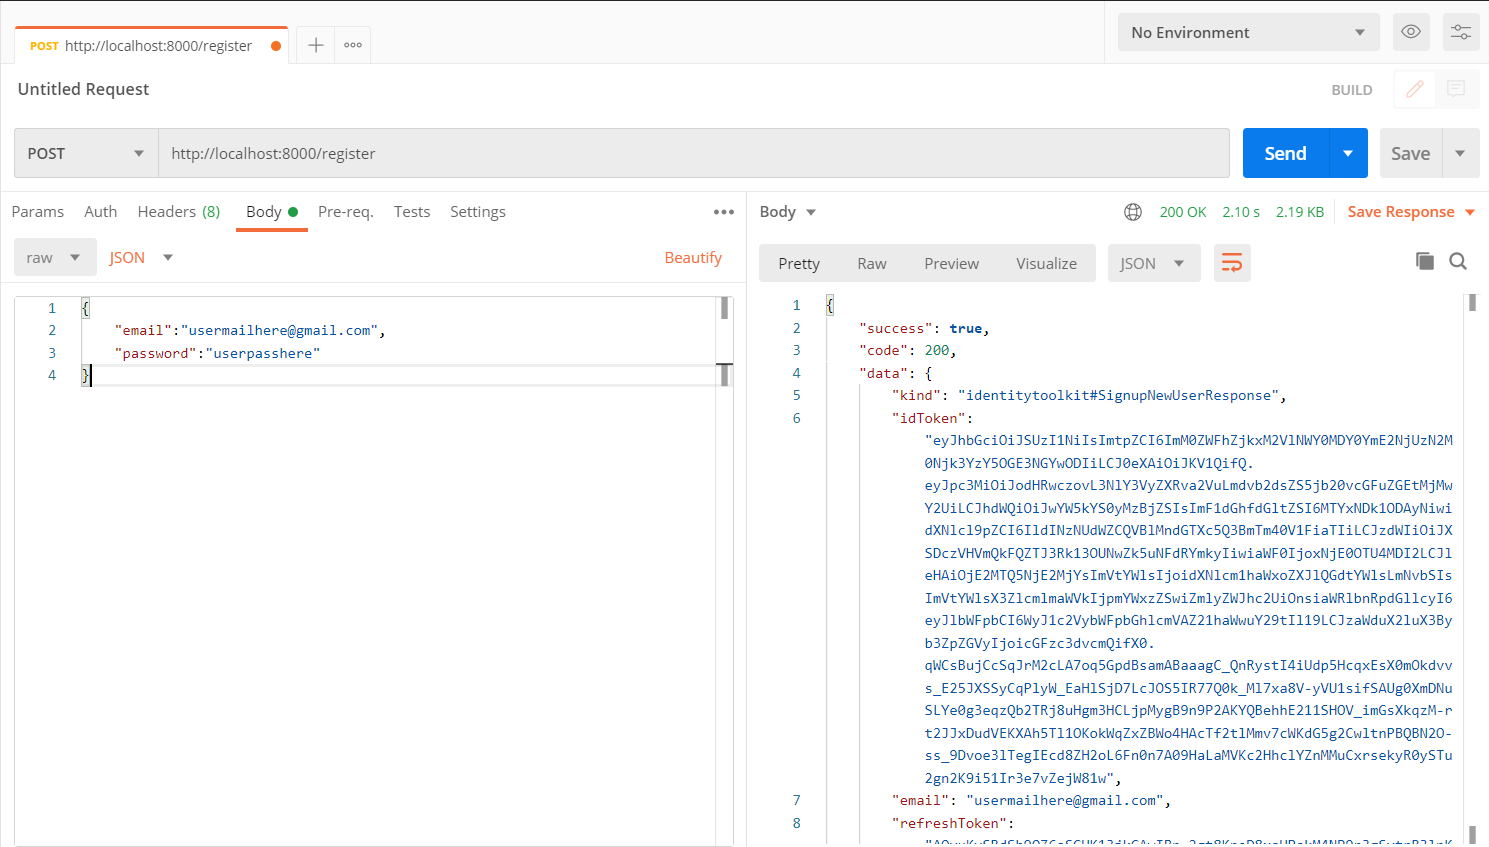 POST http://localhost:8000/register
No Environment
Untitled Request
BUILD
POST http://localhost:8000/register Send Save
Params Auth Headers (8) Body Pre-req. Tests Settings
raw JSON Beautify
1 {
2 "email":"usermailhere@gmail.com",
3 "password":"userpasshere"
4 }
Body 200 OK 2.10 s 2.19 KB Save Response
Pretty Raw Preview Visualize JSON
1 {
2 "success": true,
3 "code": 200,
4 "data": {
5 "kind": "identitytoolkit#SignupNewUserResponse",
6 "idToken":
"eyJhbGciOiJSUzI1NiIsImtpZCI6ImM0ZWFhZjkxM2VlNWY0MDY0YmE2NjUzN2M
0Njk3YzY5OGE3NGYwODIiLCJ0eXAiOiJKV1QifQ.
eyJpc3MiOiJodHRwczovL3NlY3VyZXRva2VuLmdvb2dsZS5jb20vcGFuZGEtMjMw
Y2UiLCJhdWQiOiJwYW5kYS0yMzBjZSIsImF1dGhfdGltZSI6MTYxNDk1ODAyNiwi
dXNlcl9pZCI6IldINzNUdWZCQVBlMndGTXc5Q3BmTm40V1FiaTIiLCJzdWIiOiJX
SDczVHVmQkFQZTJ3Rk13OUNwZk5uNFdRYmkyIiwiaWF0IjoxNjE0OTU4MDI2LCJl
eHAiOjE2MTQ5NjE2MjYsImVtYWlsIjoidXNlcm1haWxoZXJlQGdtYWlsLmNvbSIs
ImVtYWlsX3ZlcmlmaWVkIjpmYWxzZSwiZmlyZWJhc2UiOnsiaWRlbnRpdGllcyI6
eyJlbWFpbCI6WyJ1c2VybWFpbGhlcmVAZ21haWwuY29tIl19LCJzaWduX2luX3By
b3ZpZGVyIjoicGFzc3dvcmQifX0.
qWCsBujCcSqJrM2cLA7oq5GpdBsamABaaagC_QnRystI4iUdp5HcqxEsX0mOkdvv
s_E25JXSSyCqPlyW_EaHlSjD7LcJOS5IR77Q0k_Ml7xa8V-yVU1sifSAUg0XmDNu
SLYe0g3eqzQb2TRj8uHgm3HCLjpMygB9n9P2AKYQBehhE211SHOV_imGsXkqzM-r
t2JJxDudVEKXAh5Tl1OKokWqZxZBWo4HAcTf2tlMmv7cWKdG5g2CwltnPBQBN2O-
ss_9Dvoe3lTegIEcd8ZH2oL6Fn0n7A09HaLaMVKc2HhclYZnMMuCxrsekyR0ySTu
2gn2K9i51Ir3e7vZejW81w",
7 "email": "usermailhere@gmail.com",
8 "refreshToken":